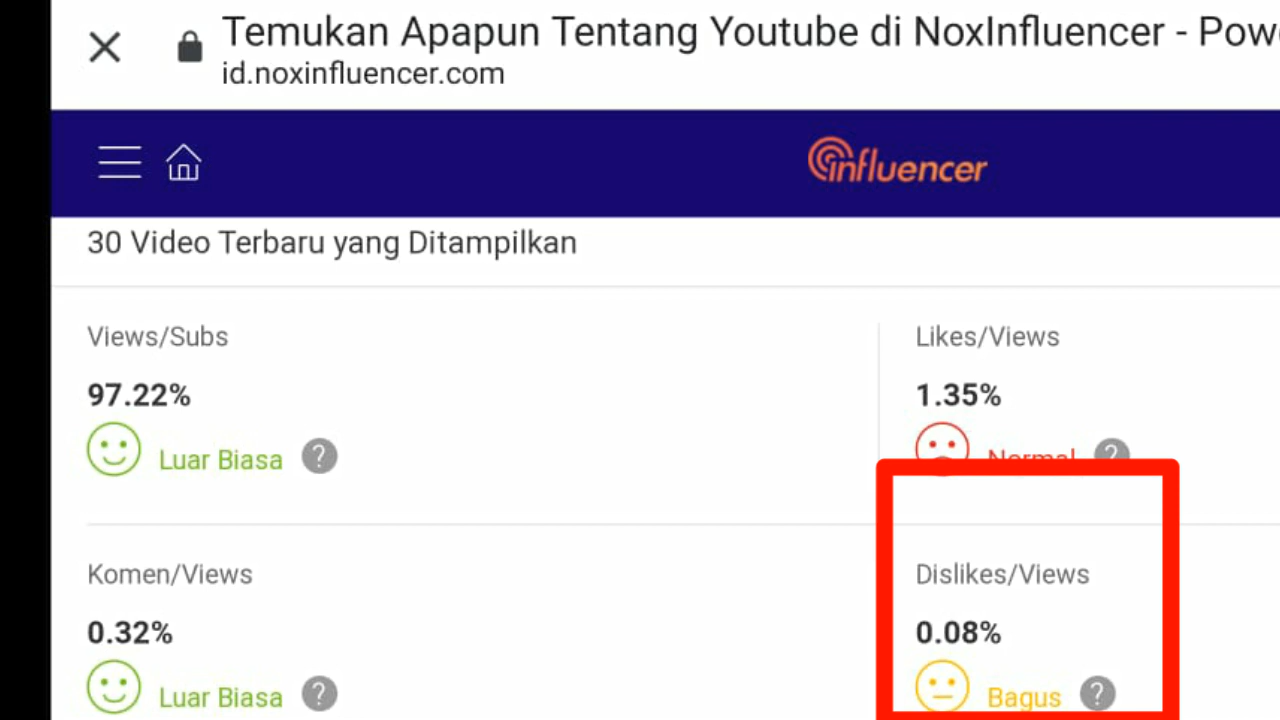 Temukan Apapun Tentang Youtube di NoxInfluencer - Pow
id.noxinfluencer.com
influencer
30 Video Terbaru yang Ditampilkan
Views/Subs
97.22%
Luar Biasa ?
Likes/Views
1.35%
Normal ?
Komen/Views
0.32%
Luar Biasa ?
Dislikes/Views
0.08%
Bagus ?